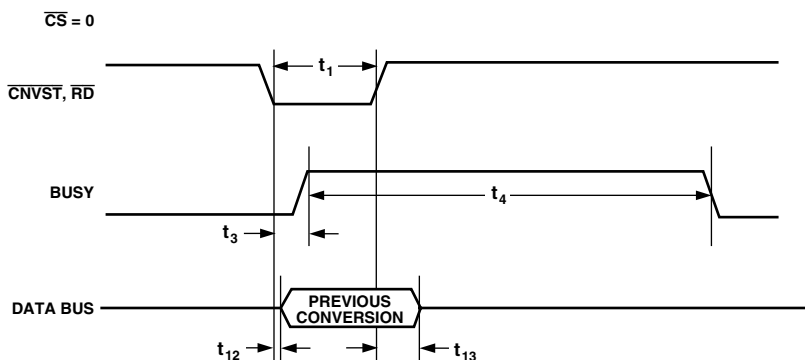 CS = 0
t1
CNVST, RD
BUSY
t4
t3
DATA BUS
PREVIOUS
CONVERSION
t12
t13